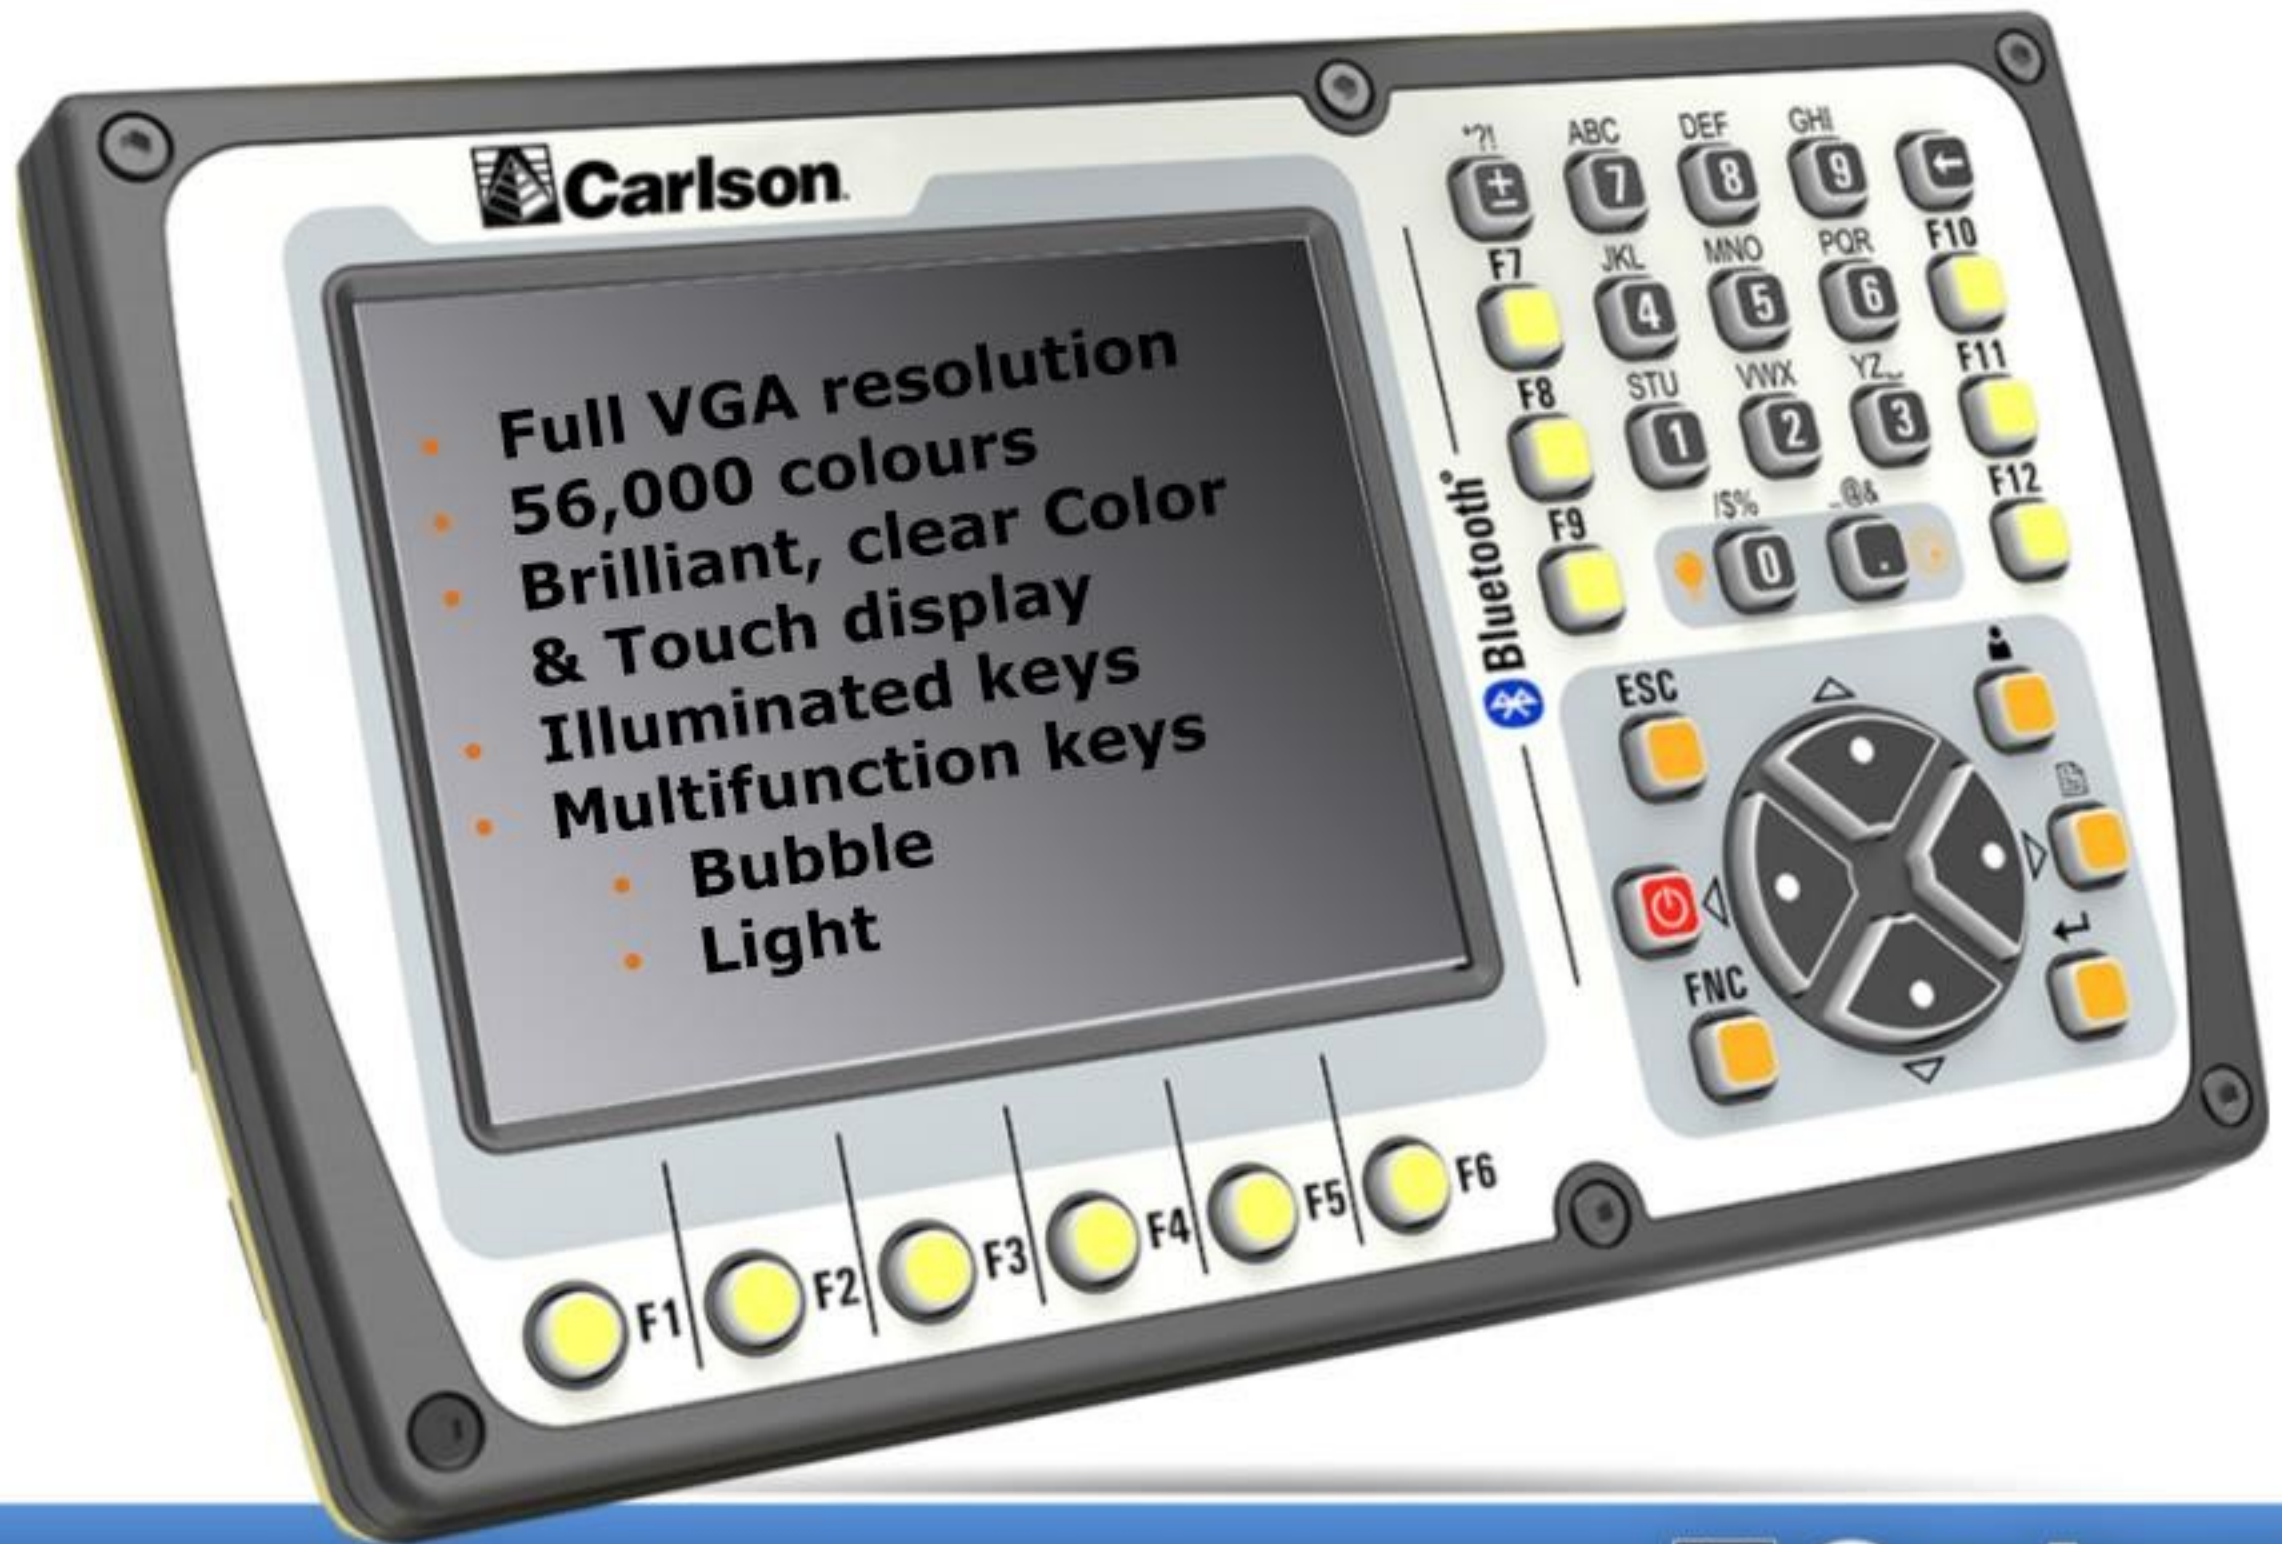 Carlson
Full VGA resolution
56,000 colours
Brilliant, clear Color
& Touch display
Illuminated keys
Multifunction keys
Bubble
Light
*?! ABC DEF GHI
± 7 8 9
F7 JKL MNO PQR F10
4 5 6
F8 STU VWX YZ F11
1 2 3
F9 /$% _@& F12
0 .
Bluetooth®
ESC
FNC
F1 F2 F3 F4 F5 F6